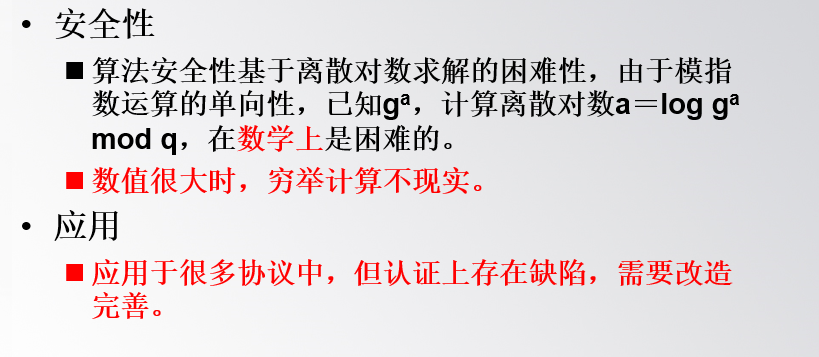 • 安全性
■ 算法安全性基于离散对数求解的困难性，由于模指
数运算的单向性，已知gᵃ，计算离散对数a＝log gᵃ
mod q，在数学上是困难的。
■ 数值很大时，穷举计算不现实。
• 应用
■ 应用于很多协议中，但认证上存在缺陷，需要改造
完善。